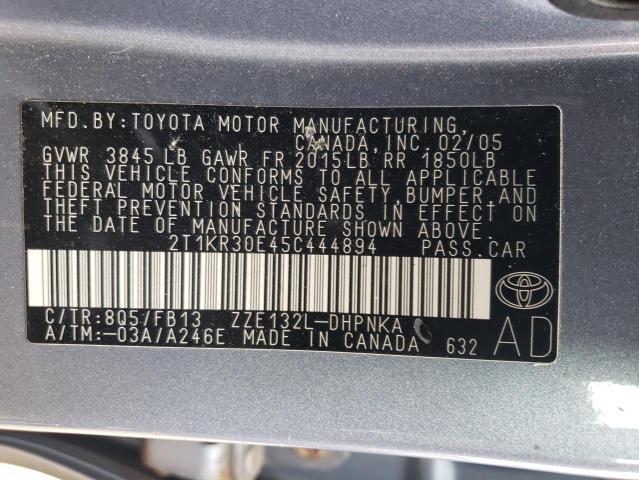 MFD. BY: TOYOTA MOTOR MANUFACTURING,
CANADA, INC. 02/05
GVWR 3845 LB GAWR FR 2015LB RR 1850LB
THIS VEHICLE CONFORMS TO ALL APPLICABLE
FEDERAL MOTOR VEHICLE SAFETY, BUMPER, AND
THEFT PREVENTION STANDARDS IN EFFECT ON
THE DATE OF MANUFACTURE SHOWN ABOVE.
2T1KR30E45C444894 PASS. CAR
C/TR: 8Q5/FB13 ZZE132L-DHPNKA
A/TM: -03A/A246E MADE IN CANADA 632
AD